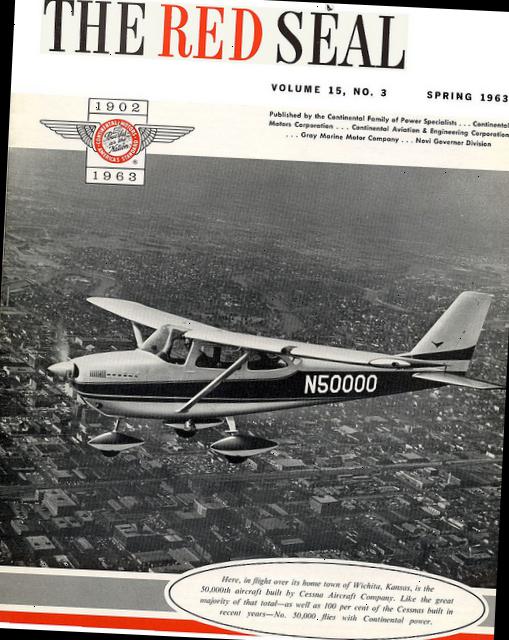 THE RED SEAL
VOLUME 15, NO. 3 SPRING 1963
Published by the Continental Family of Power Specialists . . . Continental
Motors Corporation . . . Continental Aviation & Engineering Corporation
. . . Gray Marine Motor Company . . . Novi Governor Division
1902
CONTINENTAL MOTORS
AMERICA'S STANDARD
1963
N50000
Here, in flight over its home town of Wichita, Kansas, is the
50,000th aircraft built by Cessna Aircraft Company. Like the great
majority of that total—as well as 100 per cent of the Cessnas built in
recent years—No. 50,000 flies with Continental power.